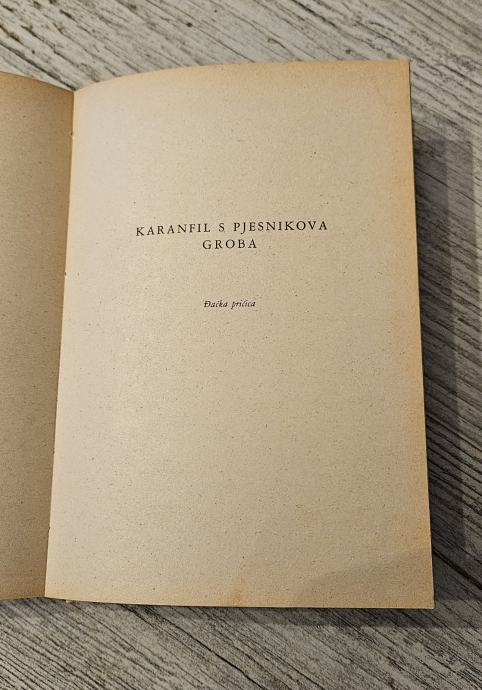 KARANFIL S PJESNIKOVA
GROBA
Đačka pričica